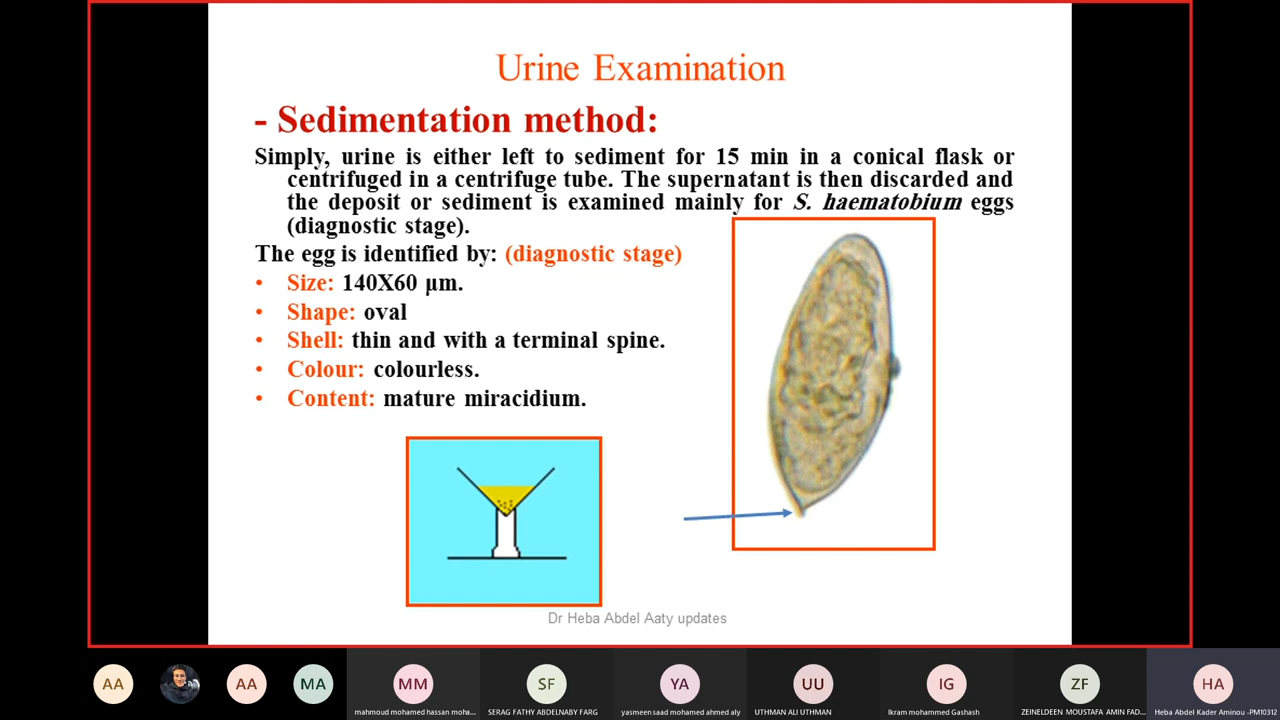 Urine Examination
- Sedimentation method:
Simply, urine is either left to sediment for 15 min in a conical flask or
centrifuged in a centrifuge tube. The supernatant is then discarded and
the deposit or sediment is examined mainly for S. haematobium eggs
(diagnostic stage).
The egg is identified by: (diagnostic stage)
• Size: 140X60 µm.
• Shape: oval
• Shell: thin and with a terminal spine.
• Colour: colourless.
• Content: mature miracidium.
Dr Heba Abdel Aaty updates
AA AA MA MM SF YA UU IG ZF HA
mahmoud mohamed hassan moha... SERAG FATHY ABDELNABY FARG yasmeen saad mohamed ahmed aly UTHMAN ALI UTHMAN Ikram mohammed Gashash ZEINELDEEN MOUSTAFA AMIN FAD... Heba Abdel Kader Aminou -PM10312